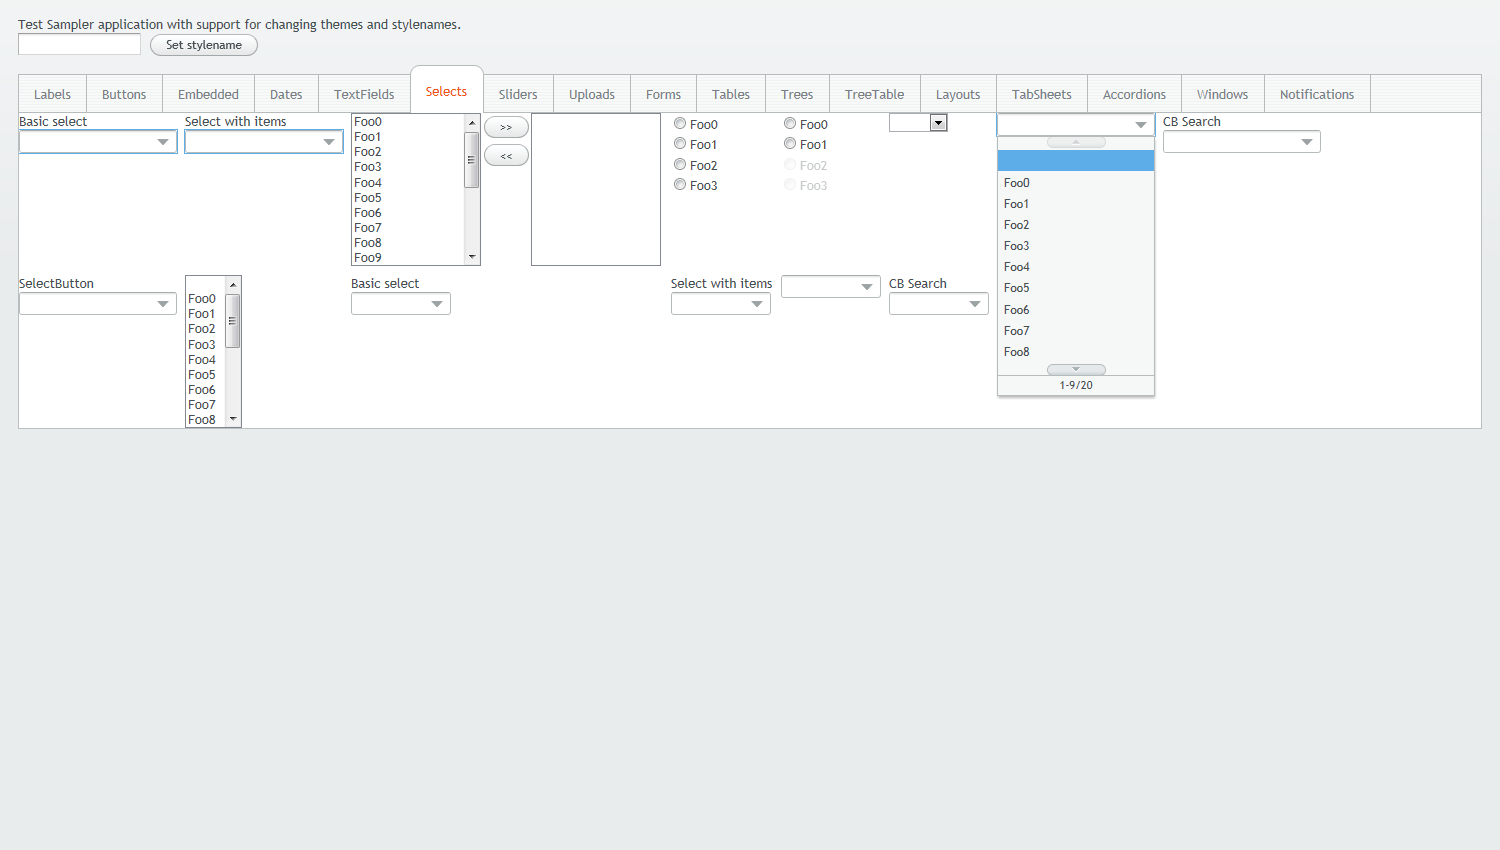 Test Sampler application with support for changing themes and stylenames.
Set stylename
Labels Buttons Embedded Dates TextFields Selects Sliders Uploads Forms Tables Trees TreeTable Layouts TabSheets Accordions Windows Notifications
Basic select
Select with items
Foo0
Foo1
Foo2
Foo3
Foo4
Foo5
Foo6
Foo7
Foo8
Foo9
>>
<<
Foo0
Foo1
Foo2
Foo3
Foo0
Foo1
Foo2
Foo3
Foo0
Foo1
Foo2
Foo3
Foo4
Foo5
Foo6
Foo7
Foo8
1-9/20
CB Search
SelectButton
Foo0
Foo1
Foo2
Foo3
Foo4
Foo5
Foo6
Foo7
Foo8
Basic select
Select with items
CB Search